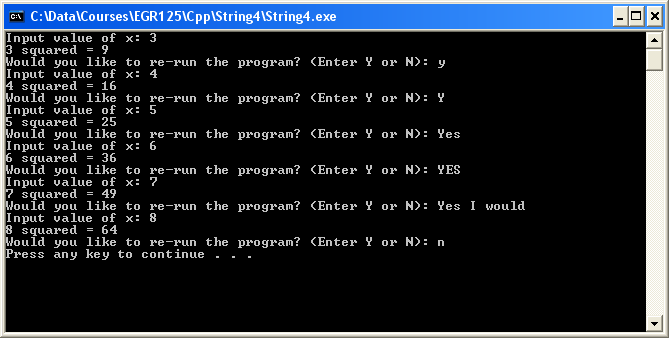 C:\Data\Courses\EGR125\Cpp\String4\String4.exe
Input value of x: 3
3 squared = 9
Would you like to re-run the program? (Enter Y or N): y
Input value of x: 4
4 squared = 16
Would you like to re-run the program? (Enter Y or N): Y
Input value of x: 5
5 squared = 25
Would you like to re-run the program? (Enter Y or N): Yes
Input value of x: 6
6 squared = 36
Would you like to re-run the program? (Enter Y or N): YES
Input value of x: 7
7 squared = 49
Would you like to re-run the program? (Enter Y or N): Yes I would
Input value of x: 8
8 squared = 64
Would you like to re-run the program? (Enter Y or N): n
Press any key to continue . . .